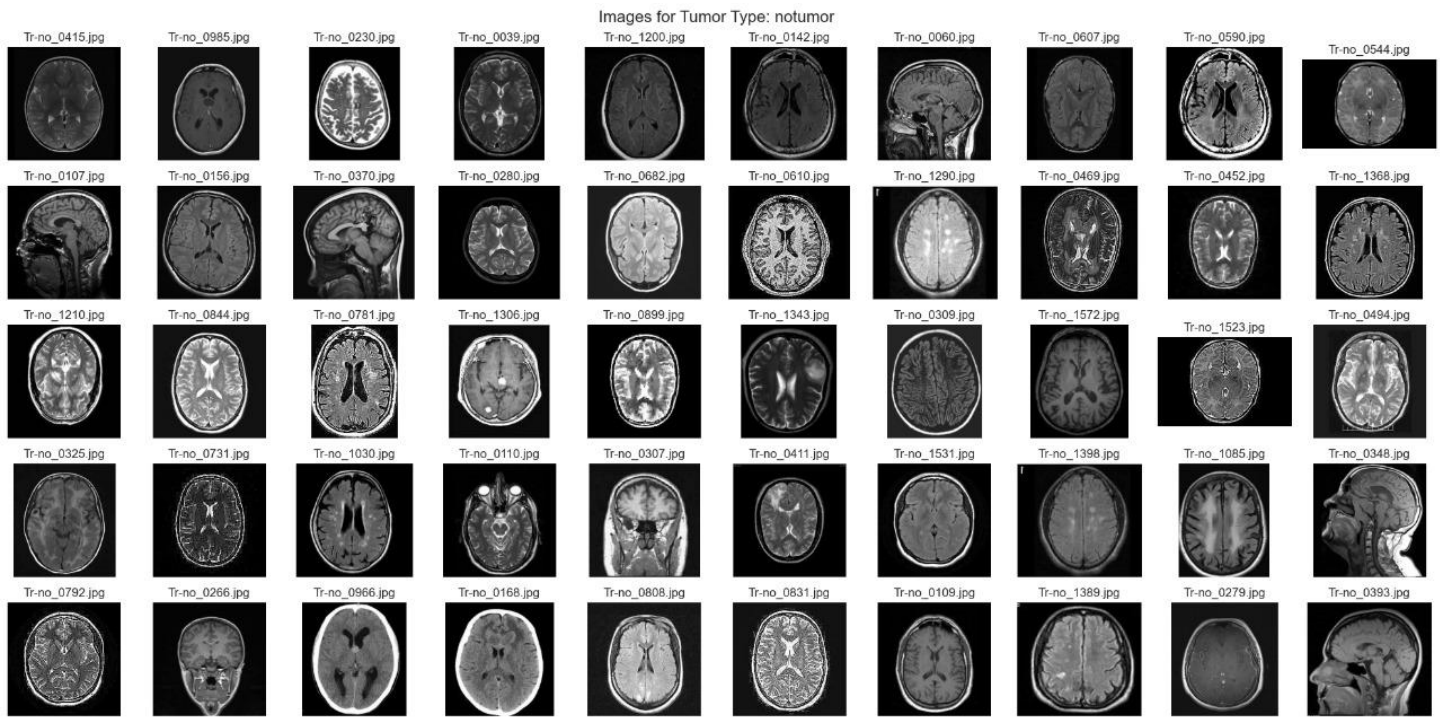 Images for Tumor Type: notumor
Tr-no_0415.jpg Tr-no_0985.jpg Tr-no_0230.jpg Tr-no_0039.jpg Tr-no_1200.jpg Tr-no_0142.jpg Tr-no_0060.jpg Tr-no_0607.jpg Tr-no_0590.jpg Tr-no_0544.jpg
Tr-no_0107.jpg Tr-no_0156.jpg Tr-no_0370.jpg Tr-no_0280.jpg Tr-no_0682.jpg Tr-no_0610.jpg Tr-no_1290.jpg Tr-no_0469.jpg Tr-no_0452.jpg Tr-no_1368.jpg
Tr-no_1210.jpg Tr-no_0844.jpg Tr-no_0781.jpg Tr-no_1306.jpg Tr-no_0899.jpg Tr-no_1343.jpg Tr-no_0309.jpg Tr-no_1572.jpg Tr-no_1523.jpg Tr-no_0494.jpg
Tr-no_0325.jpg Tr-no_0731.jpg Tr-no_1030.jpg Tr-no_0110.jpg Tr-no_0307.jpg Tr-no_0411.jpg Tr-no_1531.jpg Tr-no_1398.jpg Tr-no_1085.jpg Tr-no_0348.jpg
Tr-no_0792.jpg Tr-no_0266.jpg Tr-no_0966.jpg Tr-no_0168.jpg Tr-no_0808.jpg Tr-no_0831.jpg Tr-no_0109.jpg Tr-no_1389.jpg Tr-no_0279.jpg Tr-no_0393.jpg